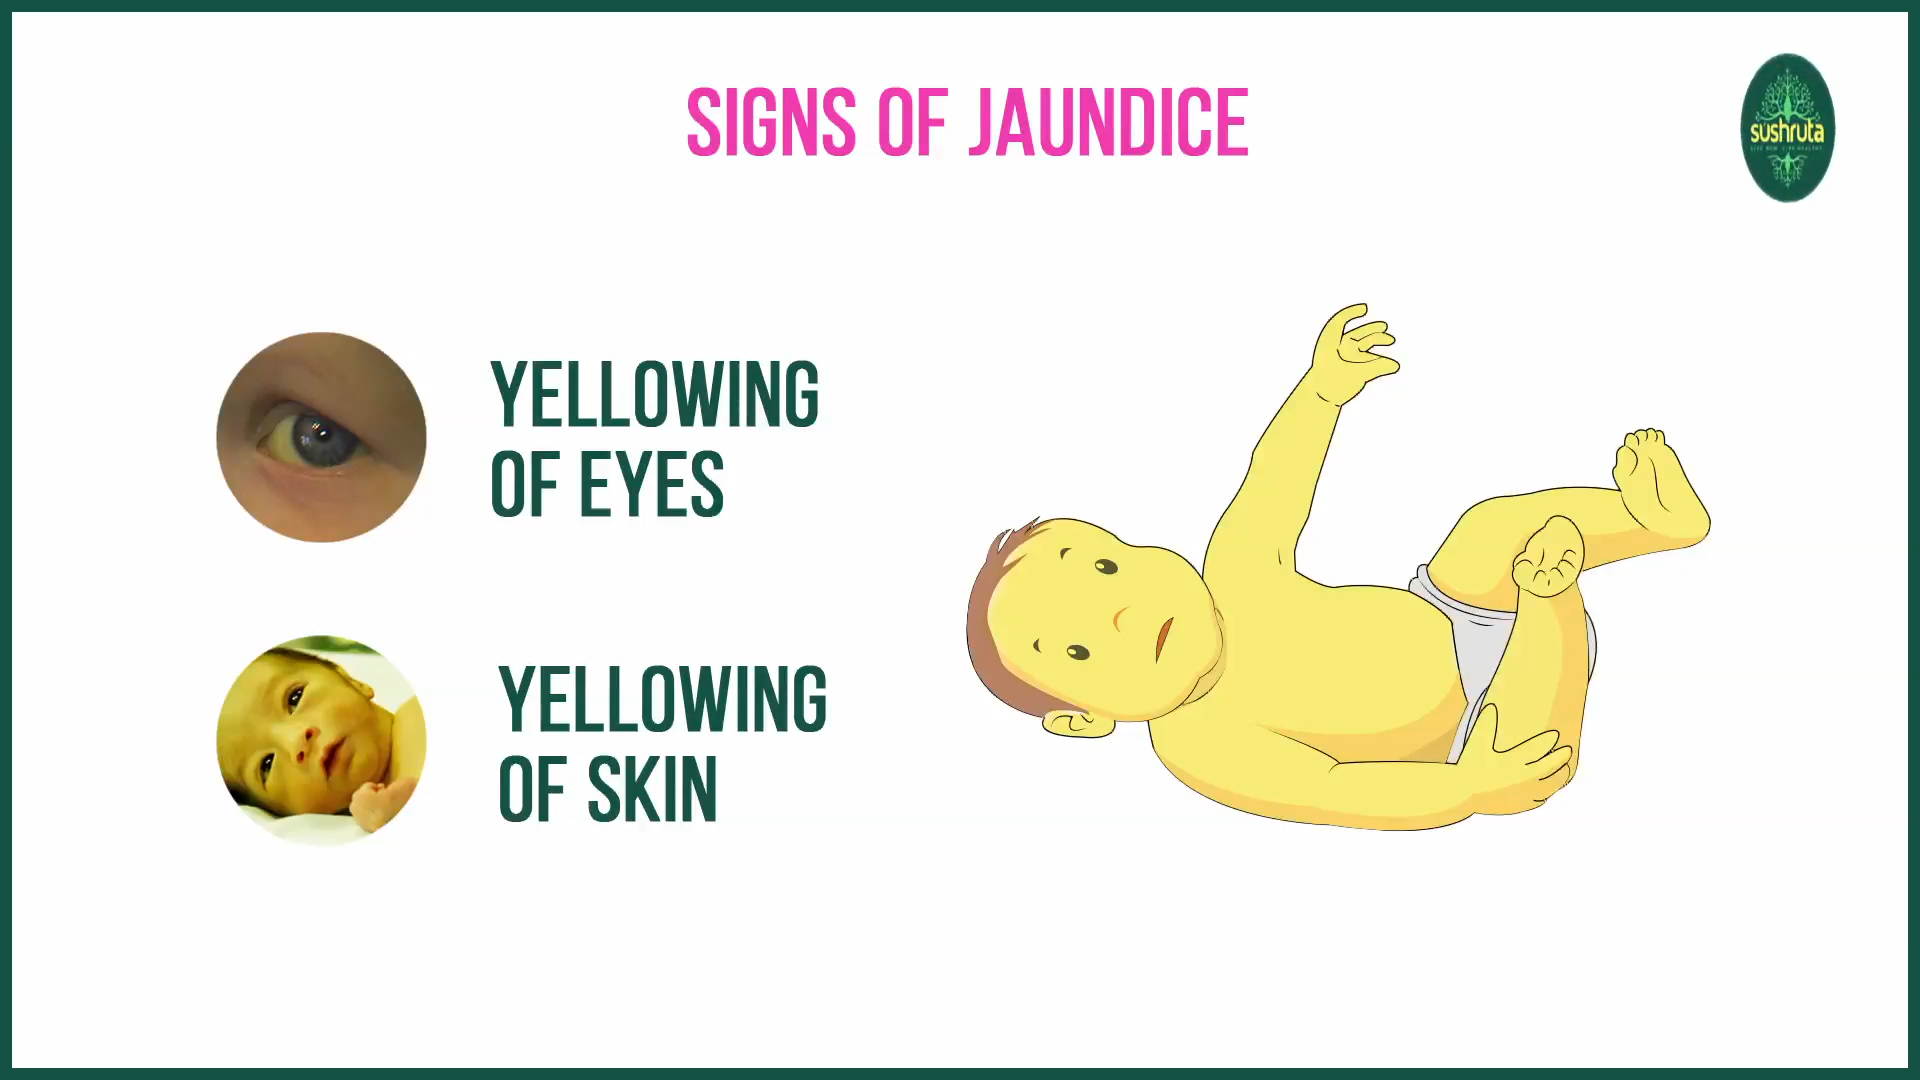 SIGNS OF JAUNDICE
sushruta
YELLOWING
OF EYES
YELLOWING
OF SKIN